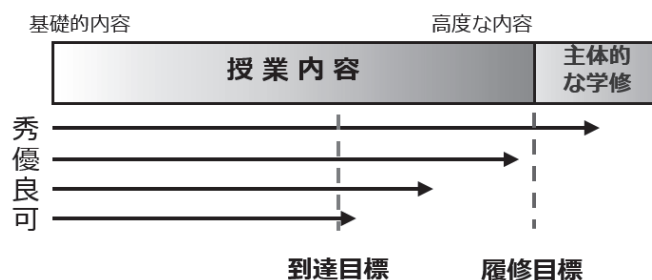 基礎的内容 高度な内容
授業内容
主体的
な学修
秀
優
良
可
到達目標 履修目標